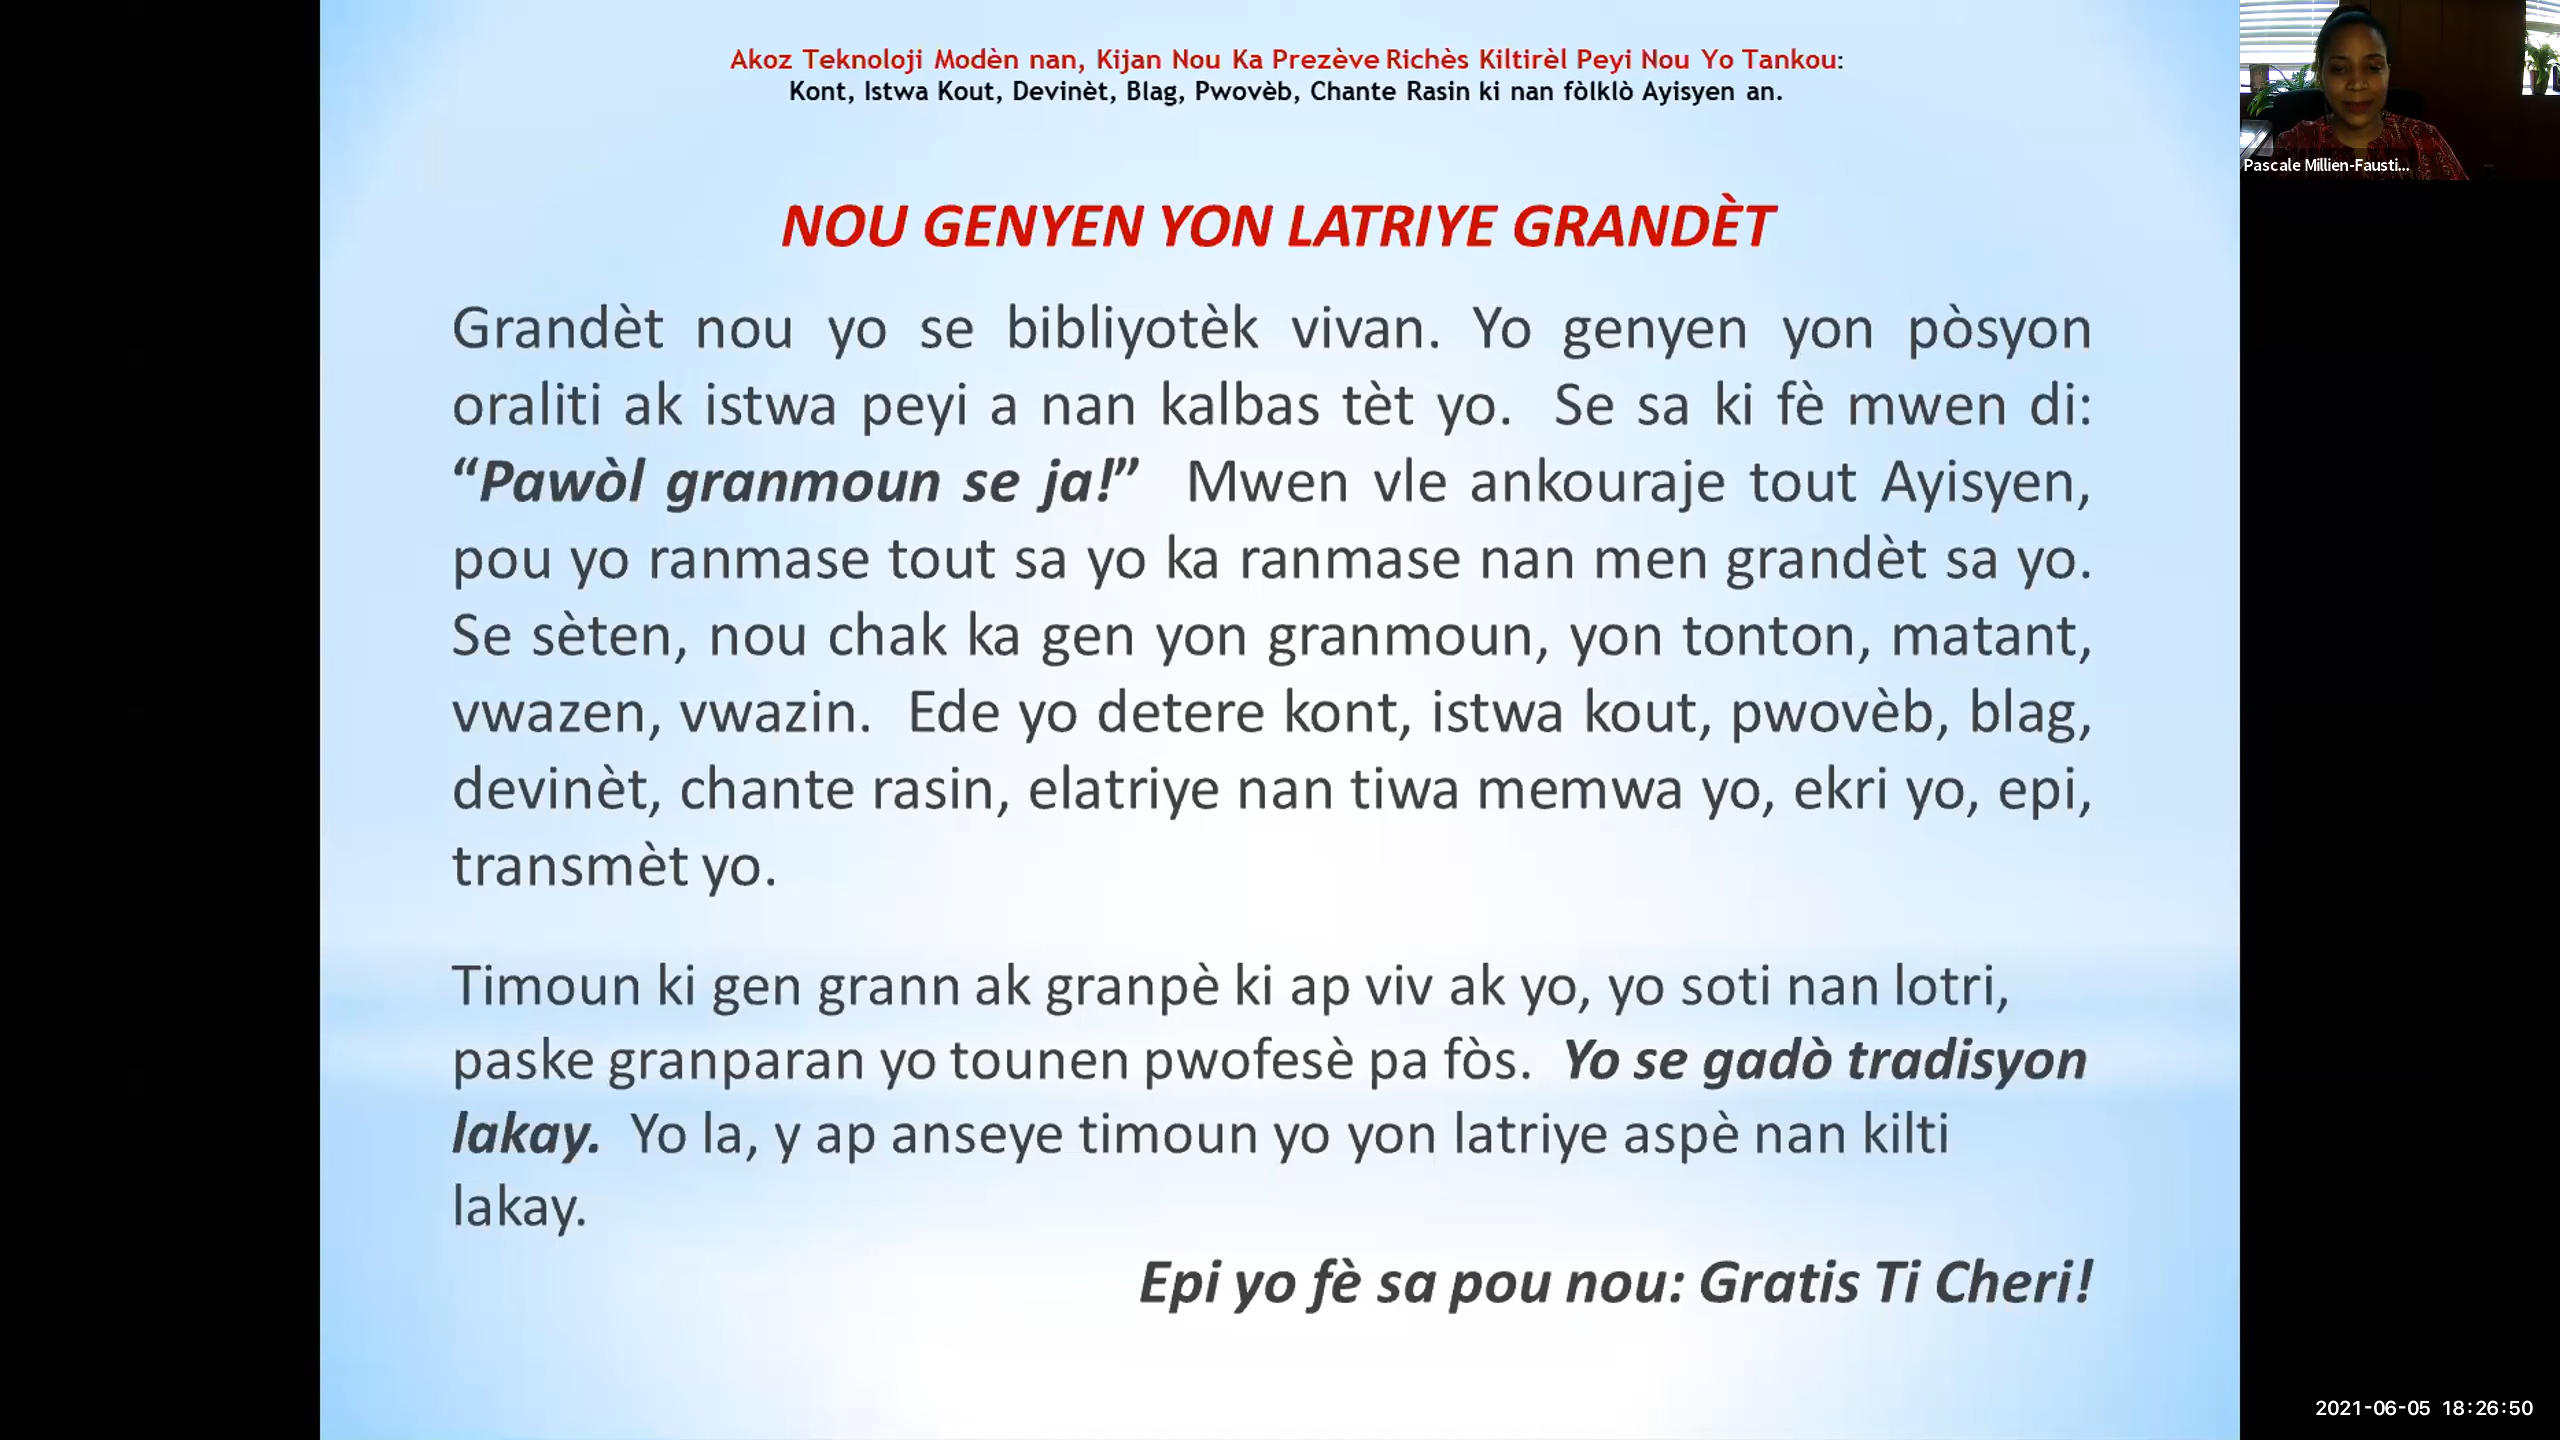 Akoz Teknoloji Modèn nan, Kijan Nou Ka Prezève Richès Kiltirèl Peyi Nou Yo Tankou:
Kont, Istwa Kout, Devinèt, Blag, Pwovèb, Chante Rasin ki nan fòlklò Ayisyen an.
Pascale Millien-Fausti...
NOU GENYEN YON LATRIYE GRANDÈT
Grandèt nou yo se bibliyotèk vivan. Yo genyen yon pòsyon
oraliti ak istwa peyi a nan kalbas tèt yo. Se sa ki fè mwen di:
“Pawòl granmoun se ja!” Mwen vle ankouraje tout Ayisyen,
pou yo ranmase tout sa yo ka ranmase nan men grandèt sa yo.
Se sèten, nou chak ka gen yon granmoun, yon tonton, matant,
vwazen, vwazin. Ede yo detere kont, istwa kout, pwovèb, blag,
devinèt, chante rasin, elatriye nan tiwa memwa yo, ekri yo, epi,
transmèt yo.
Timoun ki gen grann ak granpè ki ap viv ak yo, yo soti nan lotri,
paske granparan yo tounen pwofesè pa fòs. Yo se gadò tradisyon
lakay. Yo la, y ap anseye timoun yo yon latriye aspè nan kilti
lakay.
Epi yo fè sa pou nou: Gratis Ti Cheri!
2021-06-05 18:26:50